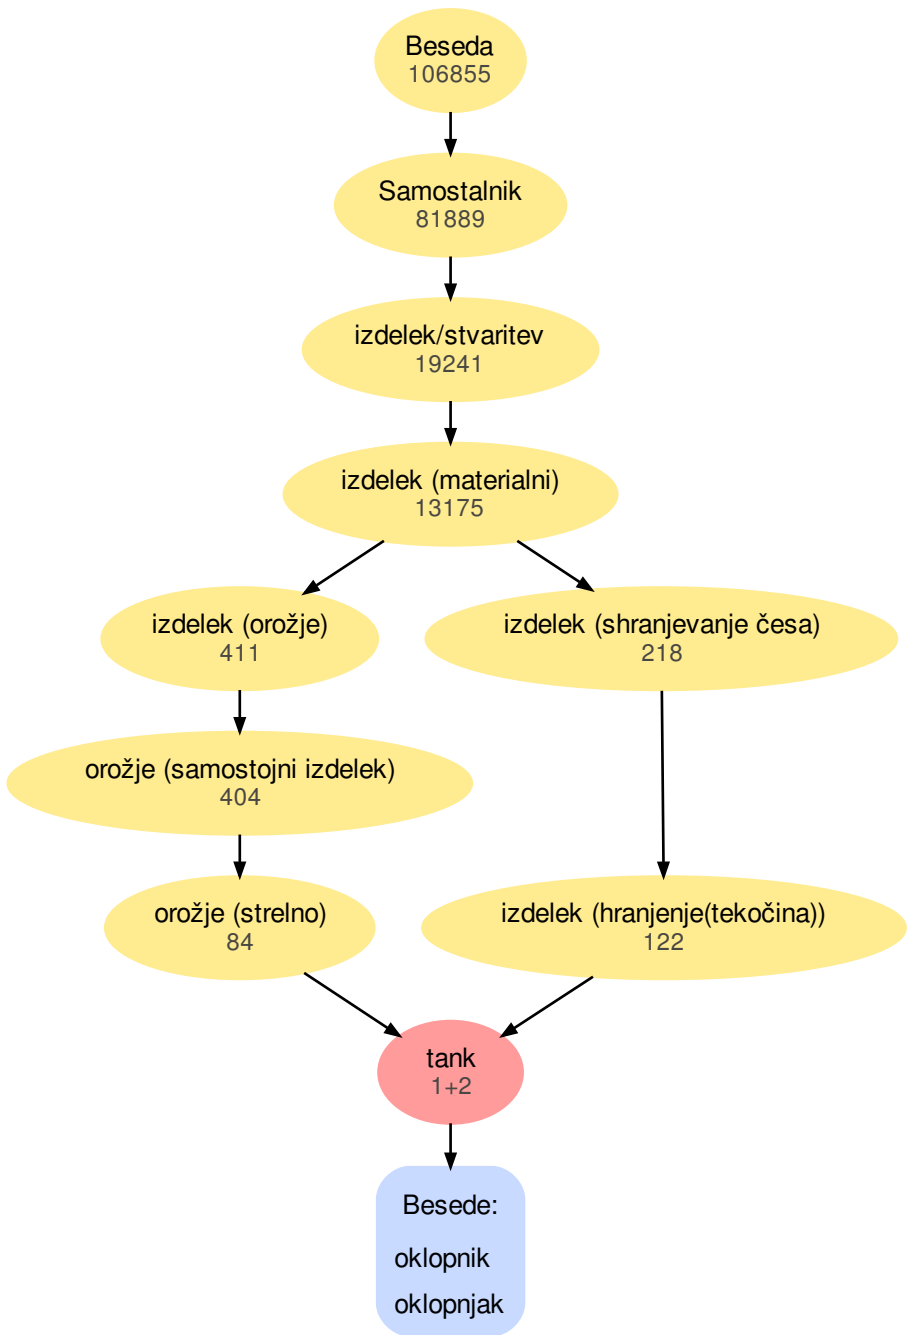 Beseda
106855
Samostalnik
81889
izdelek/stvaritev
19241
izdelek (materialni)
13175
izdelek (orožje)
411
izdelek (shranjevanje česa)
218
orožje (samostojni izdelek)
404
orožje (strelno)
84
izdelek (hranjenje(tekočina))
122
tank
1+2
Besede:
oklopnik
oklopnjak